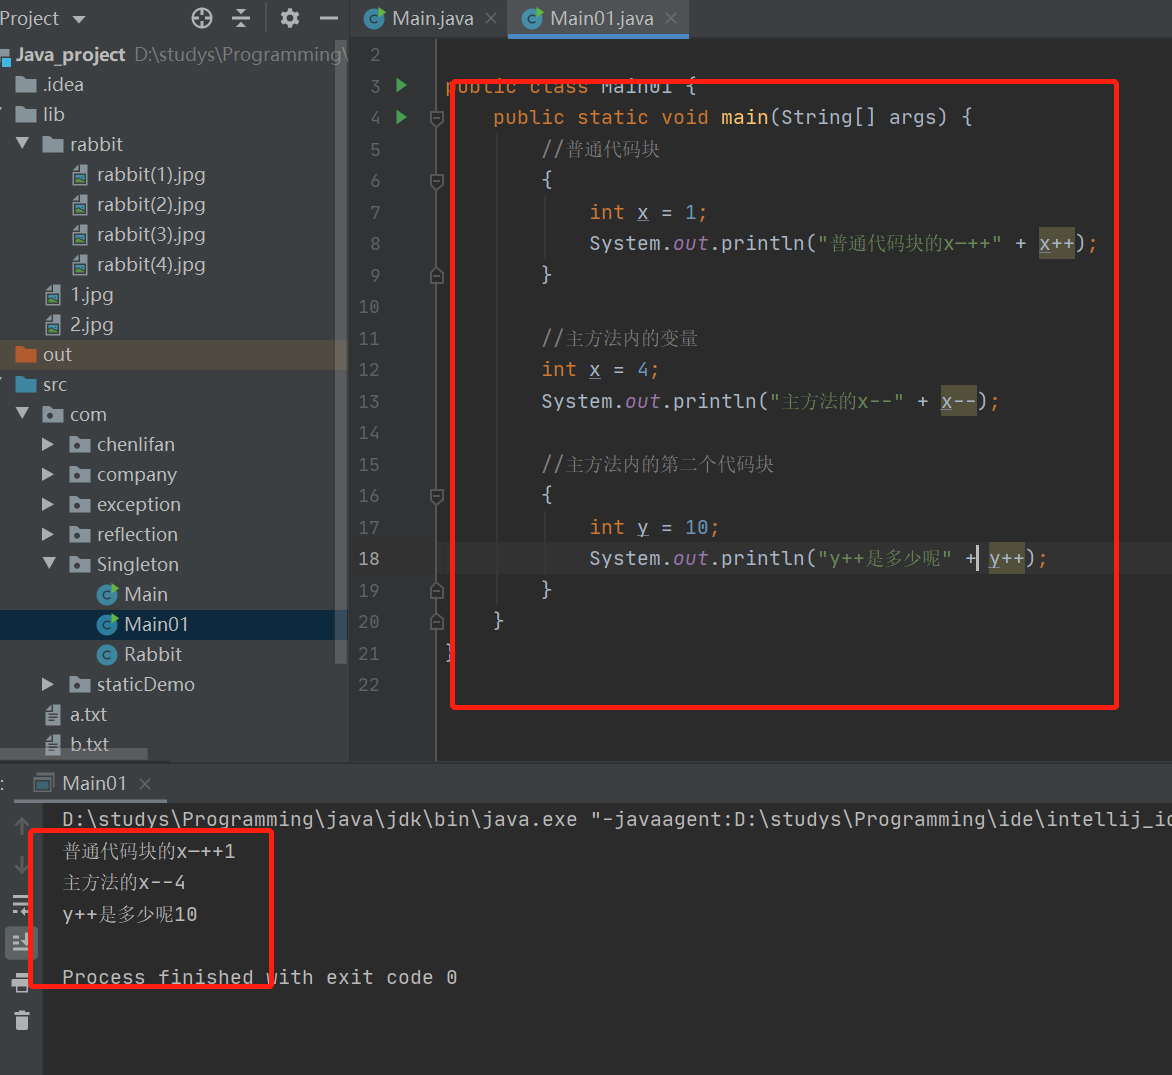 Project
Main.java
Main01.java
Java_project D:\studys\Programming\
.idea
lib
rabbit
rabbit(1).jpg
rabbit(2).jpg
rabbit(3).jpg
rabbit(4).jpg
1.jpg
2.jpg
out
src
com
chenlifan
company
exception
reflection
Singleton
Main
Main01
Rabbit
staticDemo
a.txt
b.txt
2
3 public class Main01 {
4 public static void main(String[] args) {
5 //普通代码块
6 {
7 int x = 1;
8 System.out.println("普通代码块的x—++" + x++);
9 }
10
11 //主方法内的变量
12 int x = 4;
13 System.out.println("主方法的x--" + x--);
14
15 //主方法内的第二个代码块
16 {
17 int y = 10;
18 System.out.println("y++是多少呢" + y++);
19 }
20 }
21 }
22
: Main01
D:\studys\Programming\java\jdk\bin\java.exe "-javaagent:D:\studys\Programming\ide\intellij_id
普通代码块的x—++1
主方法的x--4
y++是多少呢10
Process finished with exit code 0